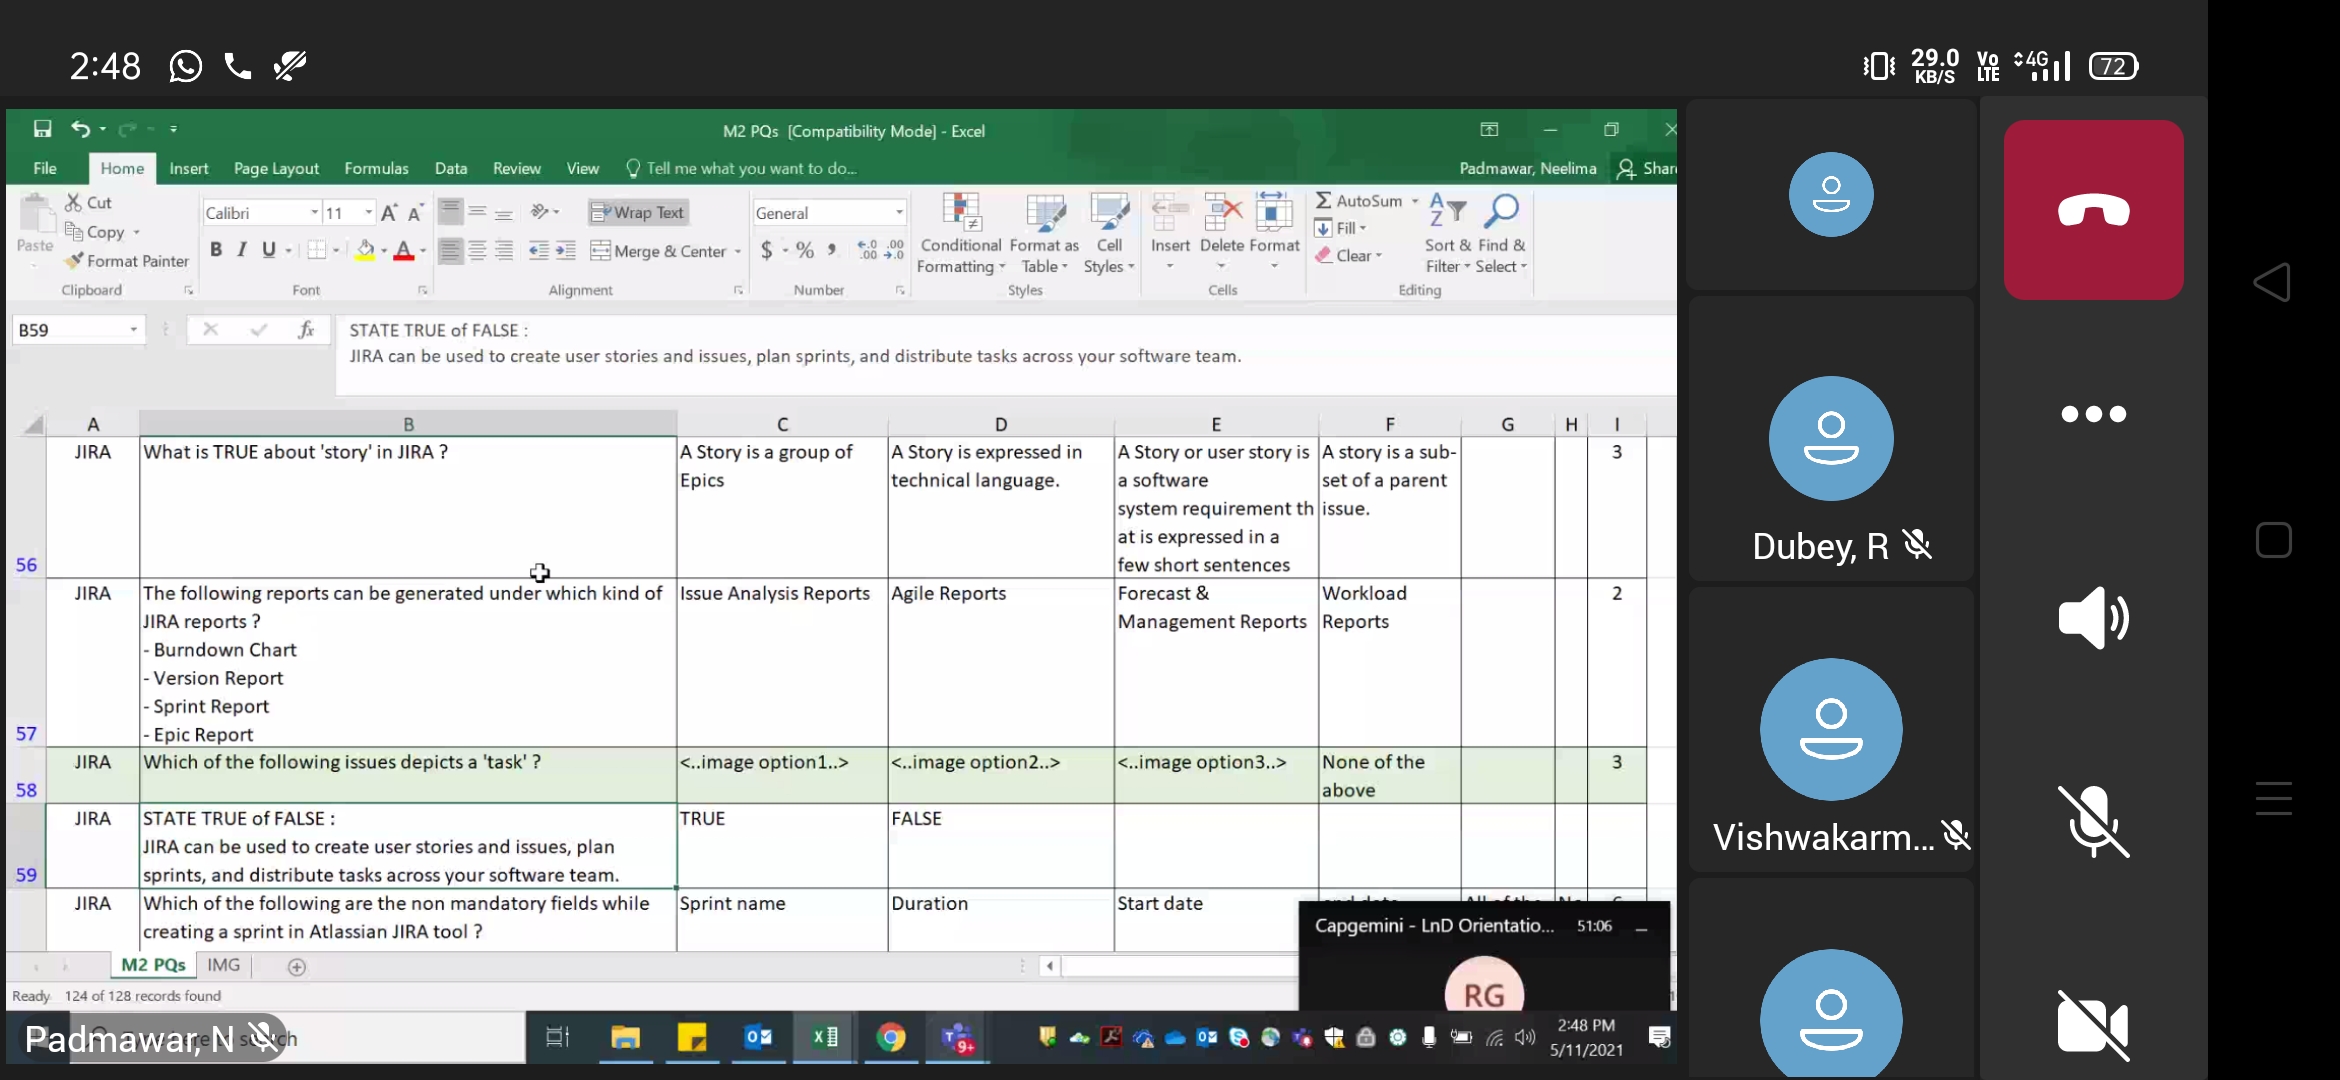 2:48
29.0
KB/S
Vo
LTE
4G
72
M2 PQs [Compatibility Mode] - Excel
File
Home
Insert
Page Layout
Formulas
Data
Review
View
Tell me what you want to do...
Padmawar, Neelima
Shar
Paste
Cut
Copy
Format Painter
Clipboard
Calibri
11
B I U
Font
Wrap Text
Merge & Center
Alignment
General
$ % ,
Number
Conditional
Formatting
Format as
Table
Cell
Styles
Styles
Insert
Delete
Format
Cells
AutoSum
Fill
Clear
Sort &
Filter
Find &
Select
Editing
B59
fx
STATE TRUE of FALSE :
JIRA can be used to create user stories and issues, plan sprints, and distribute tasks across your software team.
A B C D E F G H I
56
JIRA
What is TRUE about 'story' in JIRA ?
A Story is a group of
Epics
A Story is expressed in
technical language.
A Story or user story is
a software
system requirement th
at is expressed in a
few short sentences
A story is a sub-
set of a parent
issue.
3
57
JIRA
The following reports can be generated under which kind of
JIRA reports ?
- Burndown Chart
- Version Report
- Sprint Report
- Epic Report
Issue Analysis Reports
Agile Reports
Forecast &
Management Reports
Workload
Reports
2
58
JIRA
Which of the following issues depicts a 'task' ?
<..image option1..>
<..image option2..>
<..image option3..>
None of the
above
3
59
JIRA
STATE TRUE of FALSE :
JIRA can be used to create user stories and issues, plan
sprints, and distribute tasks across your software team.
TRUE
FALSE
JIRA
Which of the following are the non mandatory fields while
creating a sprint in Atlassian JIRA tool ?
Sprint name
Duration
Start date
Capgemini - LnD Orientatio...
51:06
RG
M2 PQs
IMG
Ready
124 of 128 records found
Padmawar, N
9+
2:48 PM
5/11/2021
Dubey, R
Vishwakarm...